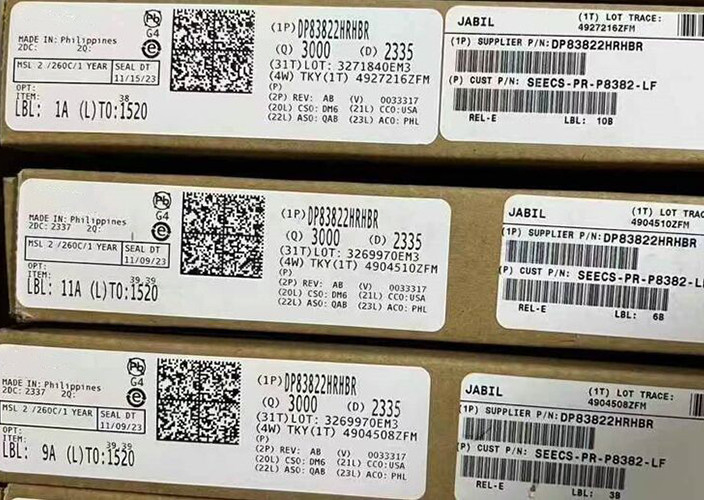 MADE IN: Philippines
2DC: 2Q:
Pb
G4
e
MSL 2 /260C/1 YEAR
SEAL DT
11/15/23
OPT:
ITEM:
38
LBL: 1A (L)TO:1520
(1P)DP83822HRHBR
(Q) 3000 (D) 2335
(31T)LOT: 3271840EM3
(4W) TKY(1T) 4927216ZFM
(P)
(2P) REV: AB (V) 0033317
(20L) CSO: DM6 (21L) CCO:USA
(22L) ASO: QAB (23L) ACO: PHL
JABIL
(1T) LOT TRACE:
4927216ZFM
(1P) SUPPLIER P/N: DP83822HRHBR
(P) CUST P/N: SEECS-PR-P8382-LF
REL-E LBL: 10B
MADE IN: Philippines
2DC: 2337 2Q:
Pb
G4
e
MSL 2 /260C/1 YEAR
SEAL DT
11/09/23
OPT:
ITEM:
39 39
LBL: 11A (L)TO:1520
(1P)DP83822HRHBR
(Q) 3000 (D) 2335
(31T)LOT: 3269970EM3
(4W) TKY(1T) 4904510ZFM
(P)
(2P) REV: AB (V) 0033317
(20L) CSO: DM6 (21L) CCO:USA
(22L) ASO: QAB (23L) ACO: PHL
JABIL
(1T) LOT TRAC
4904510ZFM
(1P) SUPPLIER P/N: DP83822HRHBR
(P) CUST P/N: SEECS-PR-P8382-L
REL-E LBL: 6B
MADE IN: Philippines
2DC: 2337 2Q:
Pb
G4
e
MSL 2 /260C/1 YEAR
SEAL DT
11/09/23
OPT:
ITEM:
39 39
LBL: 9A (L)TO:1520
(1P)DP83822HRHBR
(Q) 3000 (D) 2335
(31T)LOT: 3269970EM3
(4W) TKY(1T) 4904508ZFM
(P)
(2P) REV: AB (V) 0033317
(20L) CSO: DM6 (21L) CCO:USA
(22L) ASO: QAB (23L) ACO: PHL
JABIL
(1T) LOT TRACE:
4904508ZFM
(1P) SUPPLIER P/N: DP83822HRHBR
(P) CUST P/N: SEECS-PR-P8382-LF
REL-E LBL: 3B